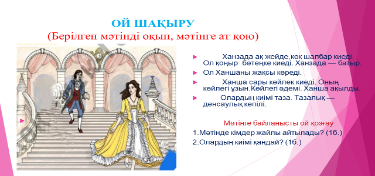 ОЙ ШАҚЫРУ
(Берілген мәтінді оқып, мәтінге ат қою)
Ханзада ақ жейде,көк шалбар киеді.
Ол қоңыр бәтеңке киеді. Ханзада — батыр.
Ол Ханшаны жақсы көреді.
Ханша сары көйлек киеді, Оның
көйлегі ұзын.Көйлегі әдемі. Ханша ақылды.
Олардың киімі таза. Тазалық —
денсаулық кепілі.
Мәтінге байланысты ой қозғау
1.Мәтінде кімдер жайлы айтылады? (1б.)
2.Олардың киімі қандай? (1б.)